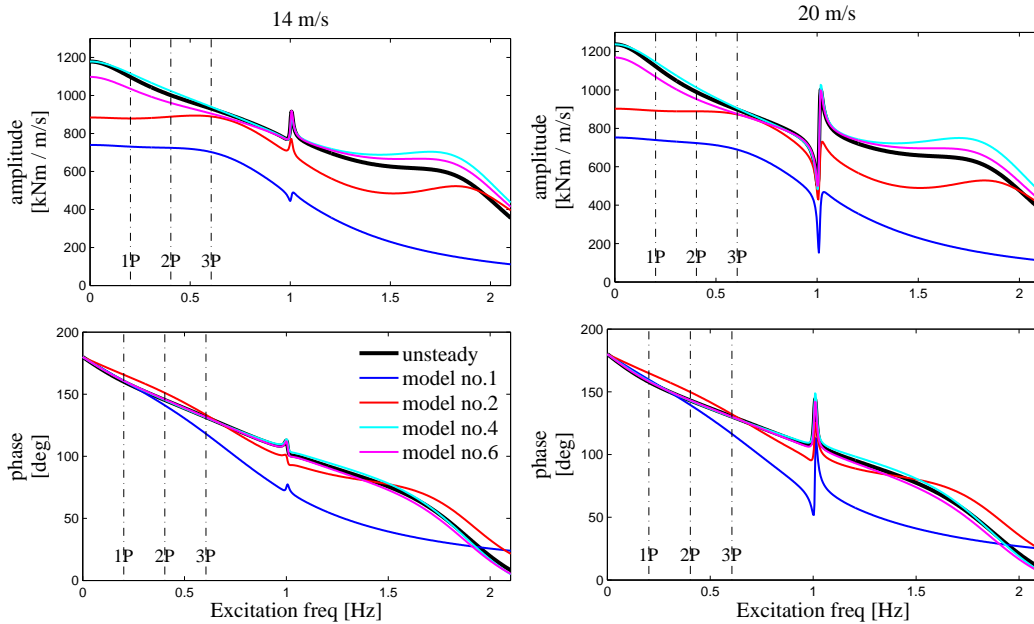 14 m/s
20 m/s
1200
1000
800
600
400
200
0
amplitude
[kNm / m/s]
1P
2P
3P
0
0.5
1
1.5
2
1200
1000
800
600
400
200
0
amplitude
[kNm / m/s]
1P
2P
3P
0
0.5
1
1.5
2
200
150
100
50
0
phase
[deg]
unsteady
model no.1
model no.2
model no.4
model no.6
1P
2P
3P
0
0.5
1
1.5
2
Excitation freq [Hz]
200
150
100
50
0
phase
[deg]
1P
2P
3P
0
0.5
1
1.5
2
Excitation freq [Hz]